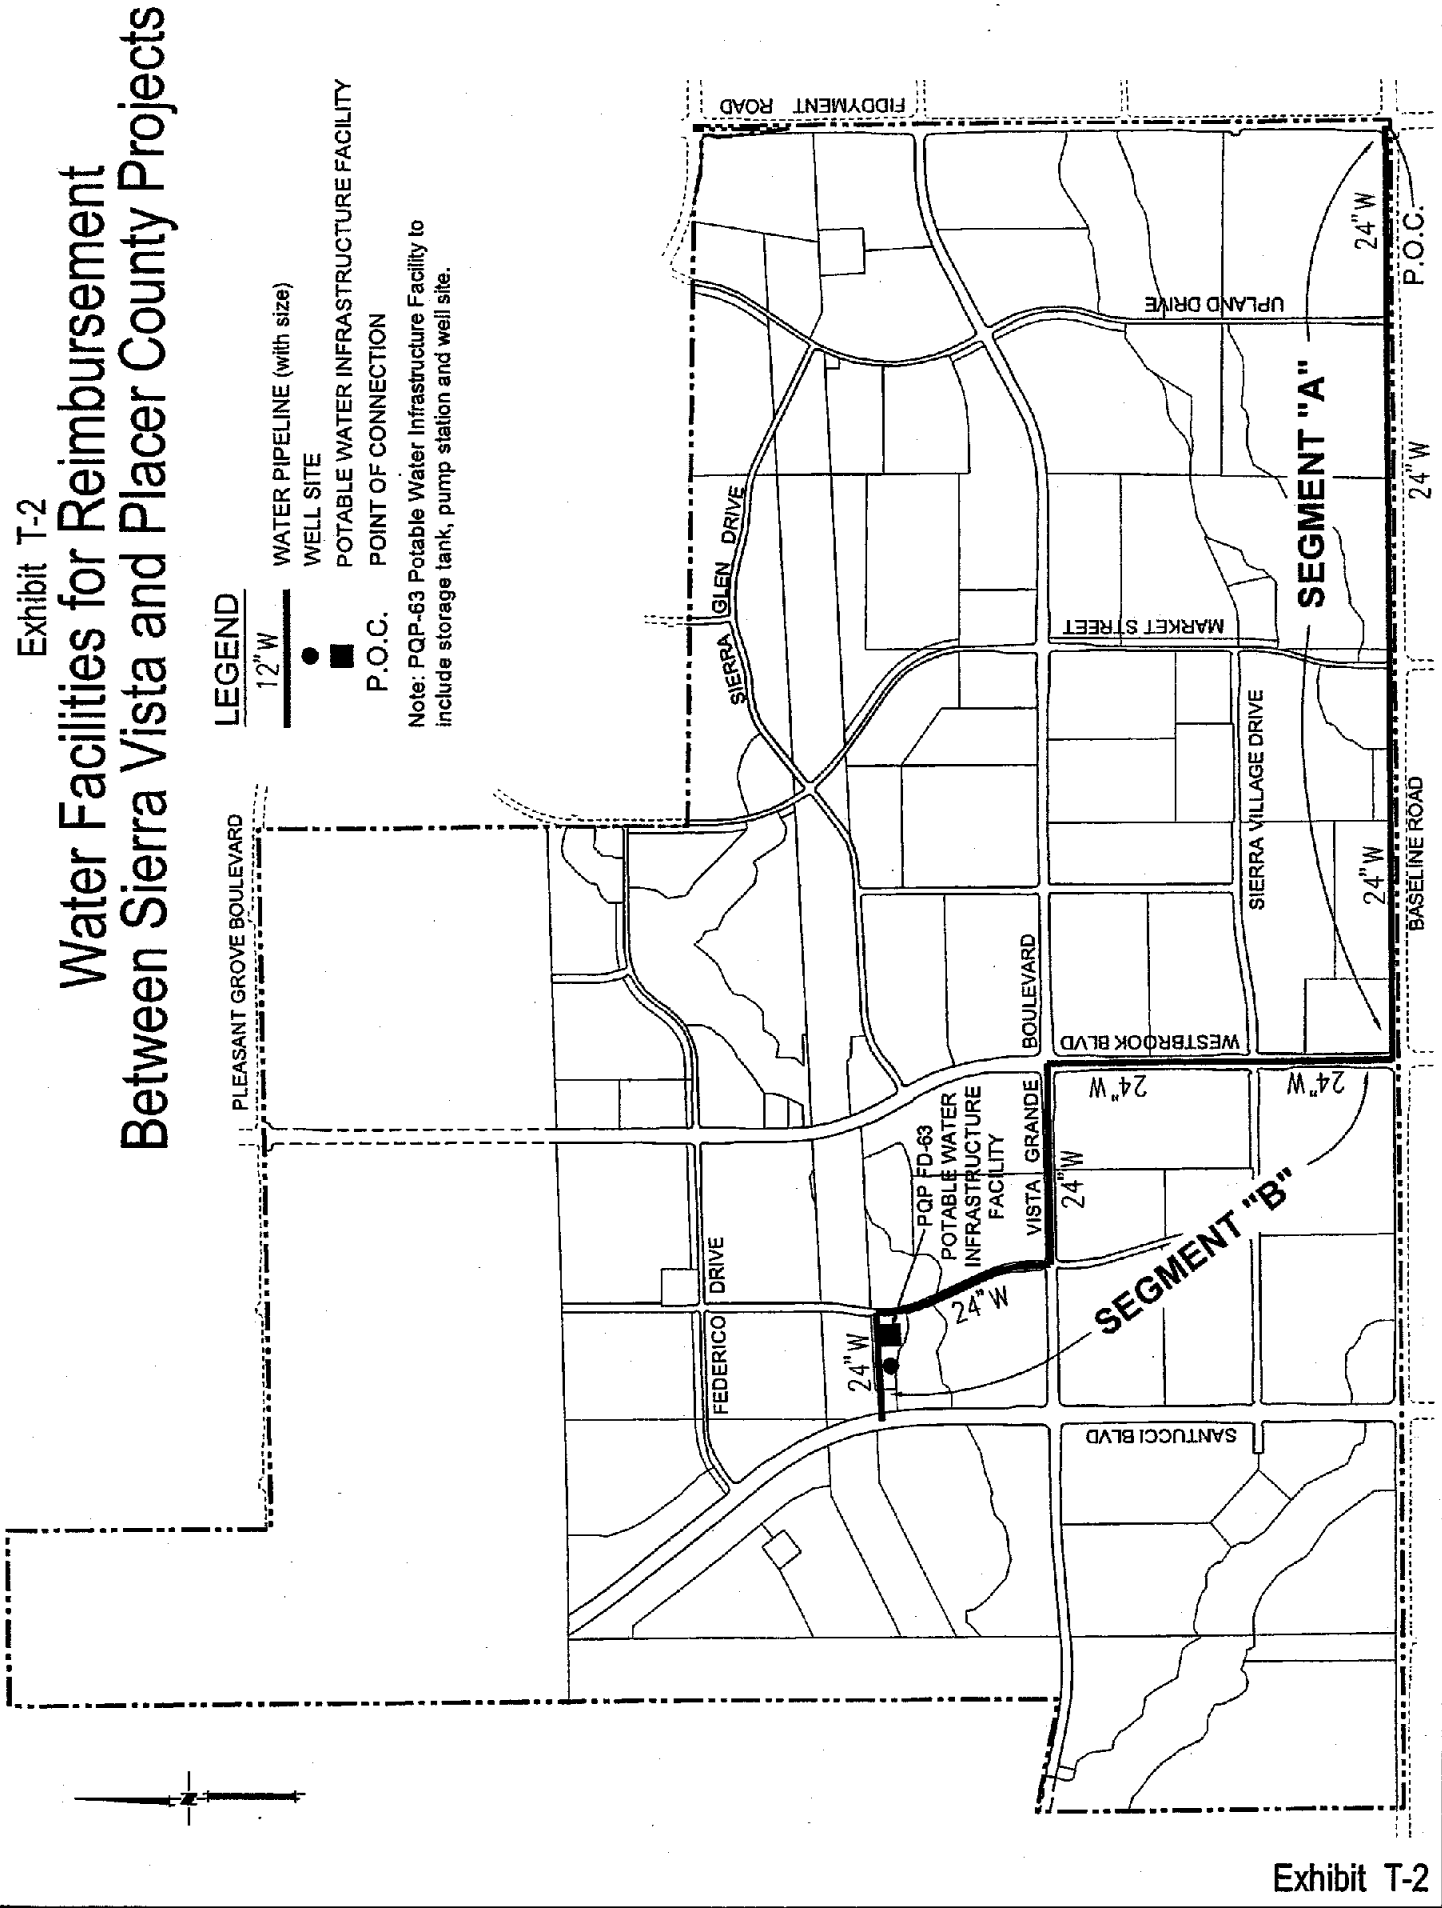 Exhibit T-2
Water Facilities for Reimbursement
Between Sierra Vista and Placer County Projects
LEGEND
12"W
WATER PIPELINE (with size)
WELL SITE
POTABLE WATER INFRASTRUCTURE FACILITY
P.O.C.
POINT OF CONNECTION
Note: PQP-63 Potable Water Infrastructure Facility to
include storage tank, pump station and well site.
N
PLEASANT GROVE BOULEVARD
FIDDYMENT ROAD
SIERRA GLEN DRIVE
FEDERICO DRIVE
UPLAND DRIVE
MARKET STREET
24"W
PQP FD-63
POTABLE WATER
INFRASTRUCTURE
FACILITY
24"W
VISTA GRANDE BOULEVARD
24"W
WESTBROOK BLVD
24"W
24"W
SANTUCCI BLVD
SIERRA VILLAGE DRIVE
SEGMENT "B"
SEGMENT "A"
24"W
24"W
24"W
BASELINE ROAD
P.O.C.
Exhibit T-2